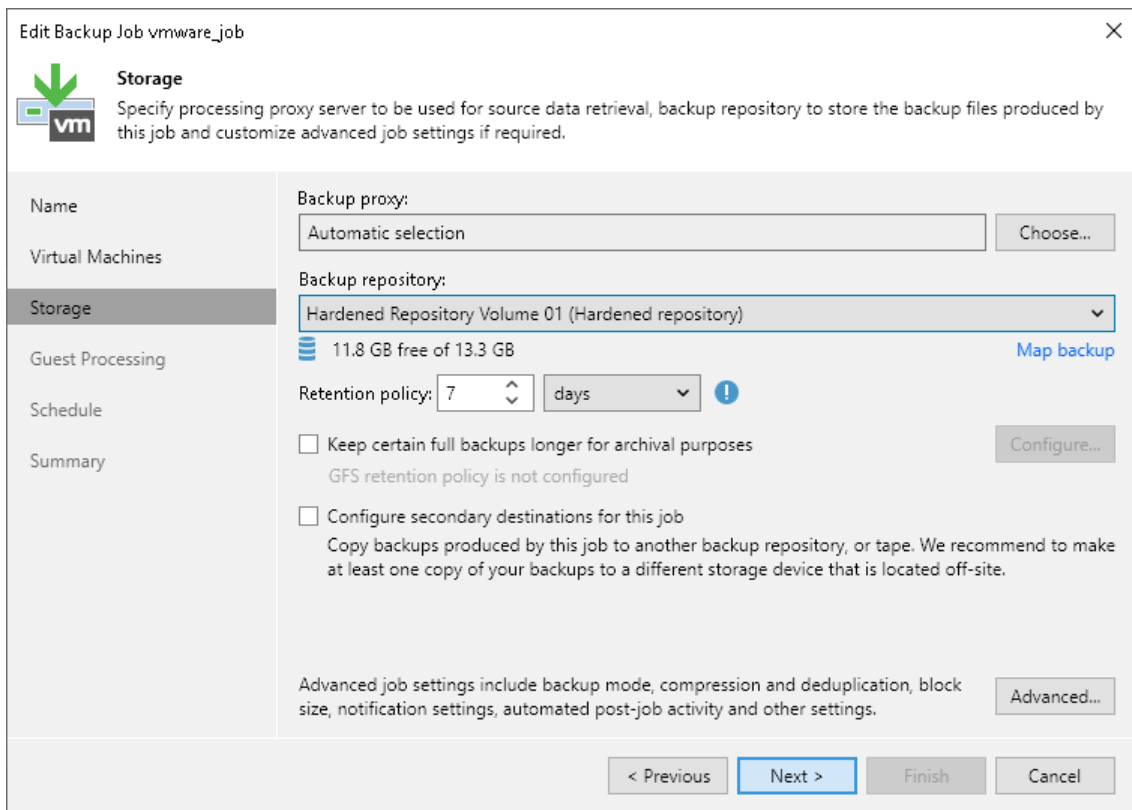 Edit Backup Job vmware_job
Storage
Specify processing proxy server to be used for source data retrieval, backup repository to store the backup files produced by
this job and customize advanced job settings if required.
vm
Name
Virtual Machines
Storage
Guest Processing
Schedule
Summary
Backup proxy:
Automatic selection
Choose...
Backup repository:
Hardened Repository Volume 01 (Hardened repository)
11.8 GB free of 13.3 GB
Map backup
Retention policy: 7 days
Keep certain full backups longer for archival purposes
Configure...
GFS retention policy is not configured
Configure secondary destinations for this job
Copy backups produced by this job to another backup repository, or tape. We recommend to make
at least one copy of your backups to a different storage device that is located off-site.
Advanced job settings include backup mode, compression and deduplication, block
size, notification settings, automated post-job activity and other settings.
Advanced...
< Previous
Next >
Finish
Cancel